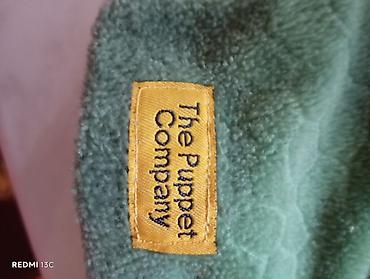 The Puppet
Company
REDMI 13C